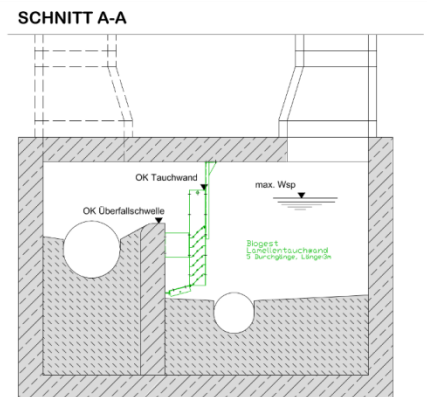 SCHNITT A-A
OK Tauchwand
max. Wsp
OK Überfallschwelle
Biogest
Lamellentauchwand
5 Durchgänge, Länge:3m